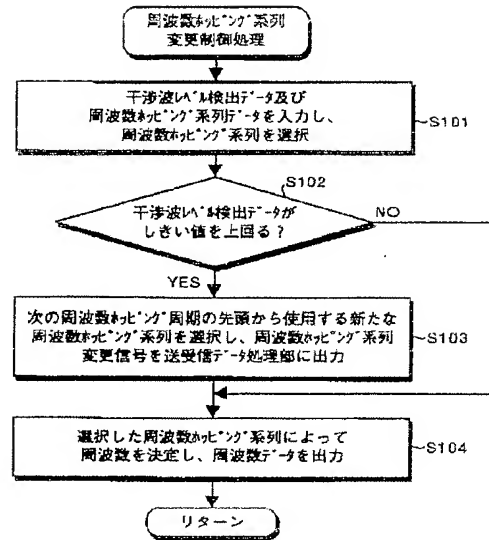 周波数ホッピング系列
変更制御処理
干渉波レベル検出データ及び
周波数ホッピング系列データを入力し、
周波数ホッピング系列を選択
S101
S102
干渉波レベル検出データが
しきい値を上回る?
NO
YES
次の周波数ホッピング周期の先頭から使用する新たな
周波数ホッピング系列を選択し、周波数ホッピング系列
変更信号を送受信データ処理部に出力
S103
選択した周波数ホッピング系列によって
周波数を決定し、周波数データを出力
S104
リターン